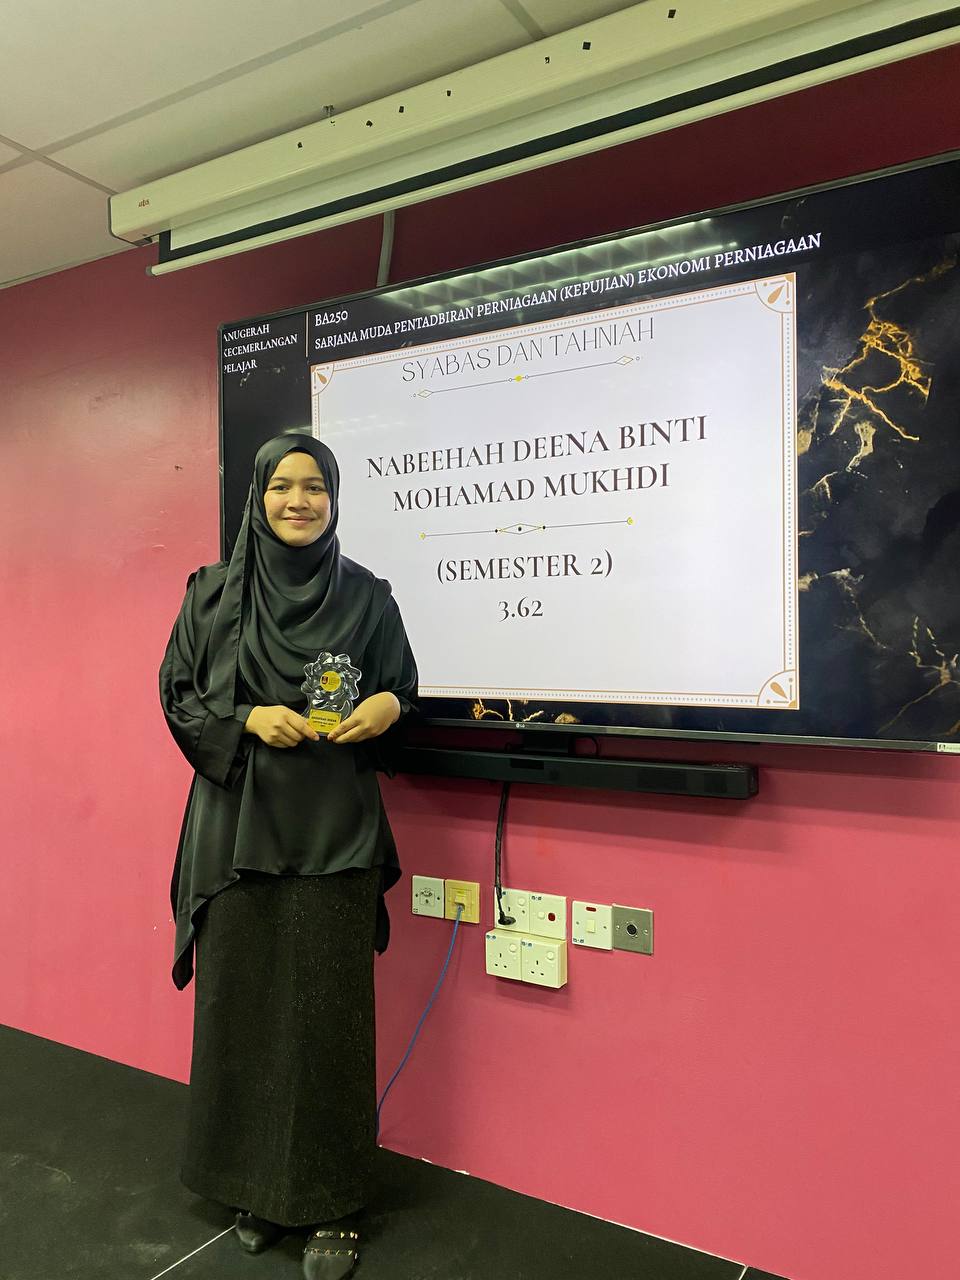 ANUGERAH
KECEMERLANGAN
PELAJAR
BA250
SARJANA MUDA PENTADBIRAN PERNIAGAAN (KEPUJIAN) EKONOMI PERNIAGAAN
SYABAS DAN TAHNIAH
NABEEHAH DEENA BINTI
MOHAMAD MUKHDI
(SEMESTER 2)
3.62
LG